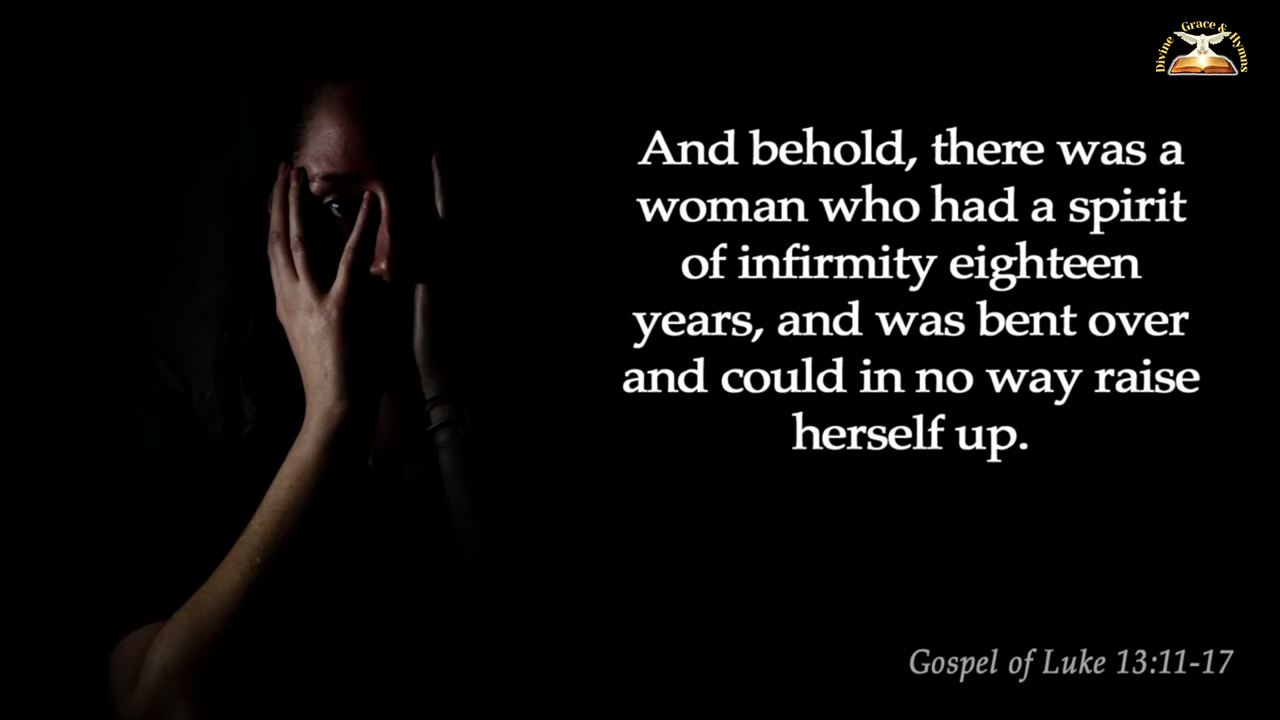 Divine Grace & Hymns
And behold, there was a
woman who had a spirit
of infirmity eighteen
years, and was bent over
and could in no way raise
herself up.
Gospel of Luke 13:11-17